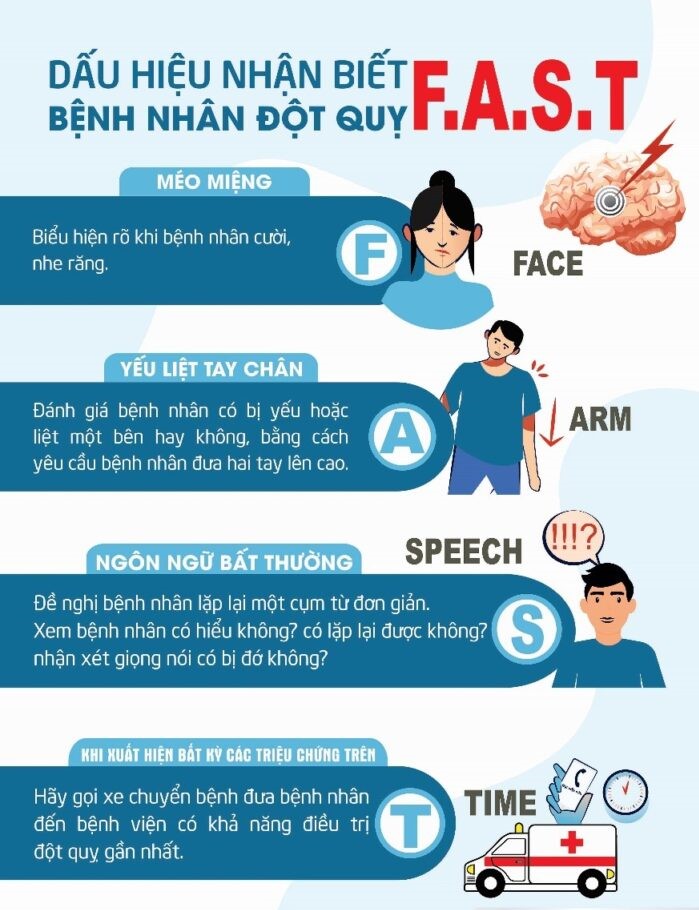 DẤU HIỆU NHẬN BIẾT
BỆNH NHÂN ĐỘT QUỴ
F.A.S.T
MÉO MIỆNG
Biểu hiện rõ khi bệnh nhân cười,
nhe răng.
F
FACE
YẾU LIỆT TAY CHÂN
Đánh giá bệnh nhân có bị yếu hoặc
liệt một bên hay không, bằng cách
yêu cầu bệnh nhân đưa hai tay lên cao.
A
ARM
NGÔN NGỮ BẤT THƯỜNG
SPEECH
!!!?
Đề nghị bệnh nhân lặp lại một cụm từ đơn giản.
Xem bệnh nhân có hiểu không? có lặp lại được không?
nhận xét giọng nói có bị đớ không?
S
KHI XUẤT HIỆN BẤT KỲ CÁC TRIỆU CHỨNG TRÊN
Hãy gọi xe chuyển bệnh đưa bệnh nhân
đến bệnh viện có khả năng điều trị
đột quỵ gần nhất.
T
TIME